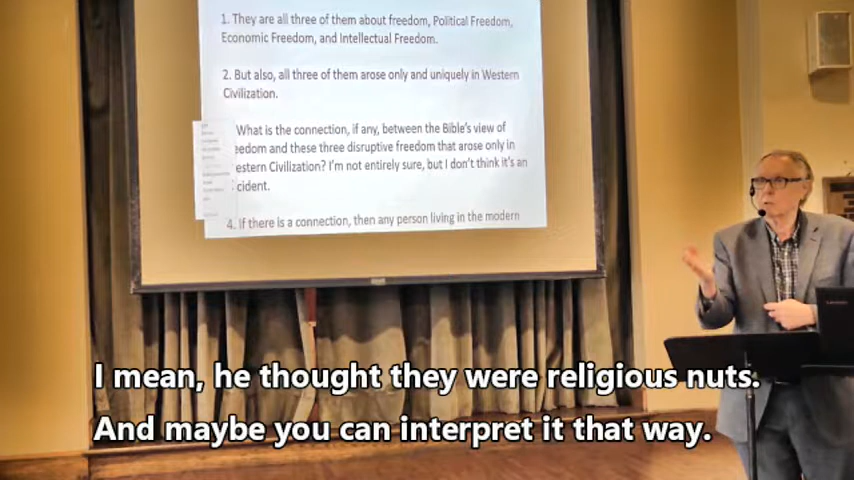 1. They are all three of them about freedom, Political Freedom,
Economic Freedom, and Intellectual Freedom.
2. But also, all three of them arose only and uniquely in Western
Civilization.
What is the connection, if any, between the Bible's view of
eedom and these three disruptive freedom that arose only in
estern Civilization? I'm not entirely sure, but I don't think it's an
cident.
4. If there is a connection, then any person living in the modern
I mean, he thought they were religious nuts.
And maybe you can interpret it that way.